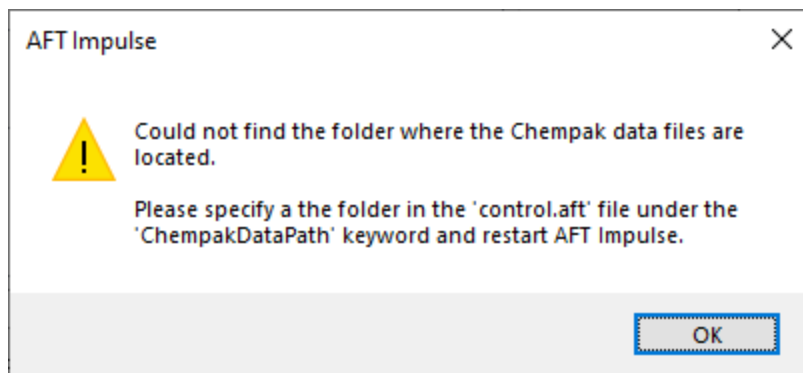 AFT Impulse
Could not find the folder where the Chempak data files are
located.
Please specify a the folder in the 'control.aft' file under the
'ChempakDataPath' keyword and restart AFT Impulse.
OK